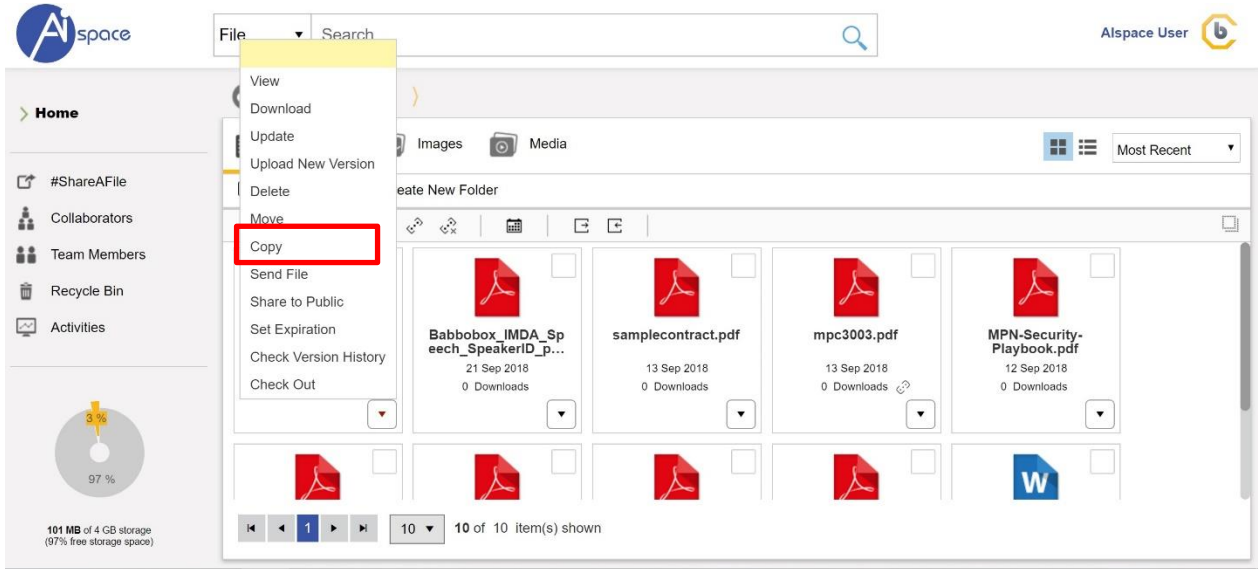 Aispace
File
Search
AIspace User
b
Home
#ShareAFile
Collaborators
Team Members
Recycle Bin
Activities
3 %
97 %
101 MB of 4 GB storage
(97% free storage space)
View
Download
Update
Upload New Version
Delete
Move
Copy
Send File
Share to Public
Set Expiration
Check Version History
Check Out
Images
Media
Most Recent
eate New Folder
Babbobox_IMDA_Sp
eech_SpeakerID_p...
21 Sep 2018
0 Downloads
samplecontract.pdf
13 Sep 2018
0 Downloads
mpc3003.pdf
13 Sep 2018
0 Downloads
MPN-Security-
Playbook.pdf
12 Sep 2018
0 Downloads
W
1
10
10 of 10 item(s) shown